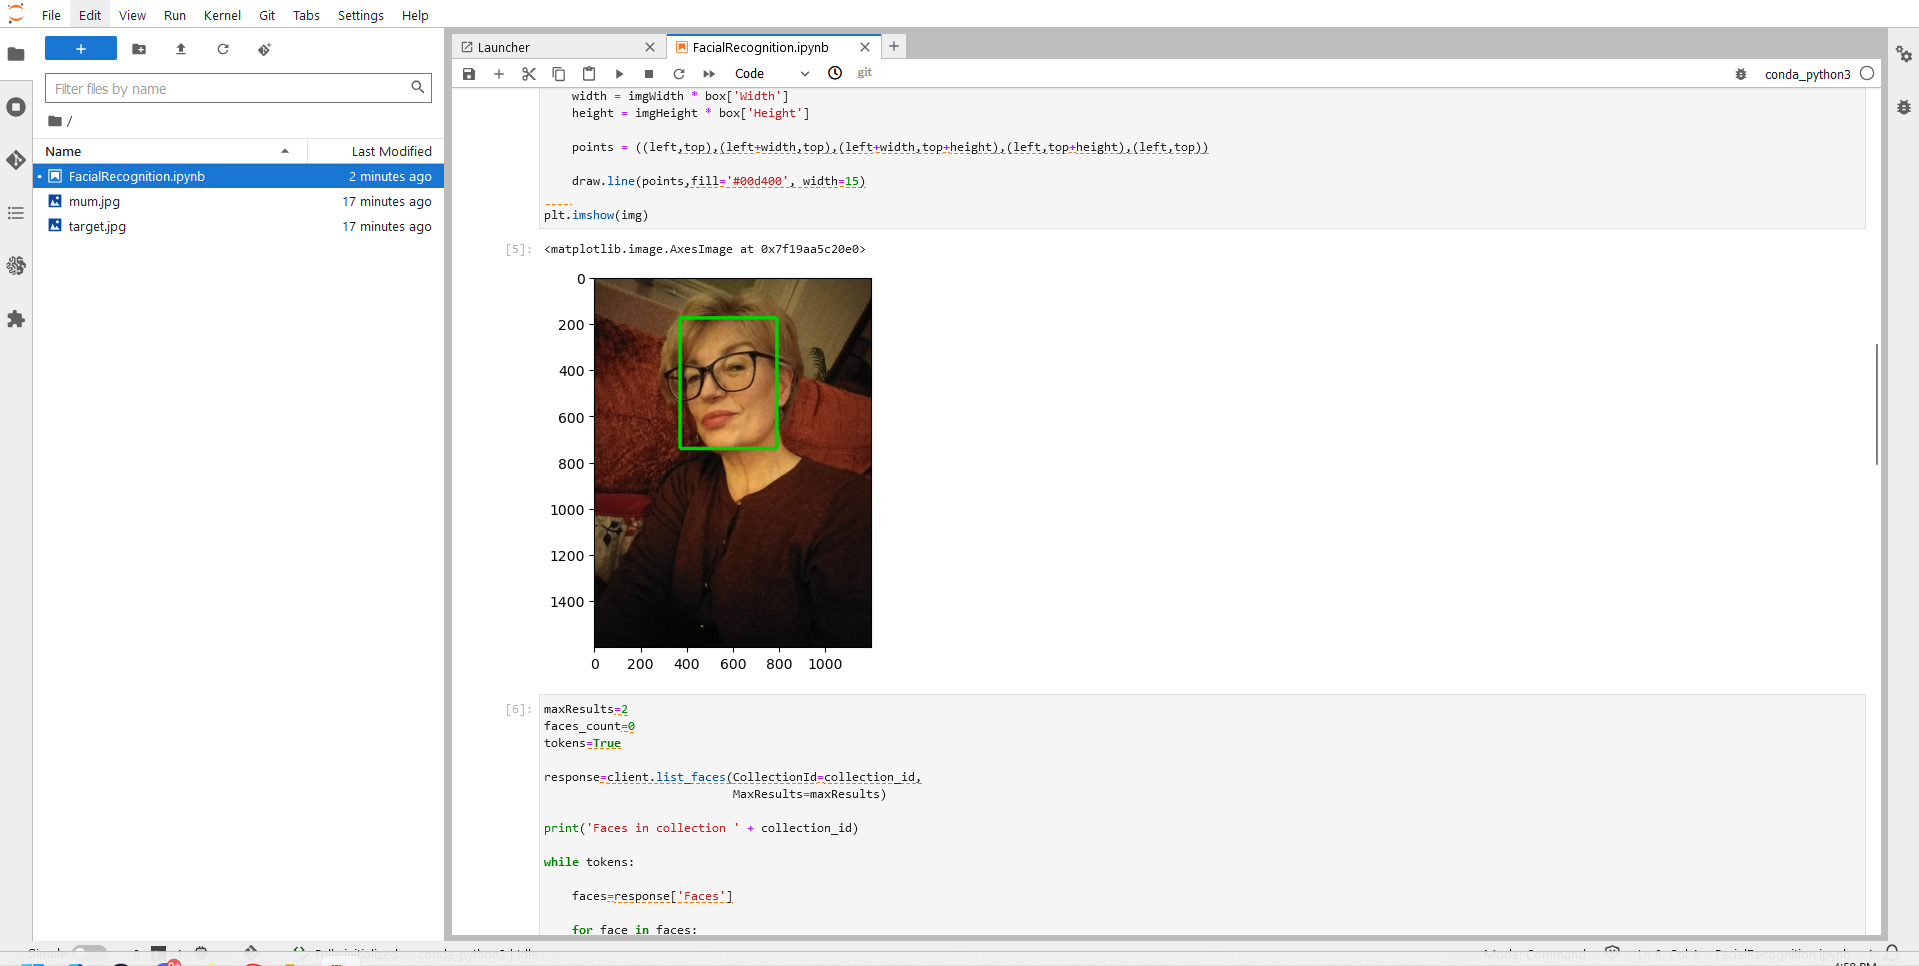 File Edit View Run Kernel Git Tabs Settings Help
Launcher
FacialRecognition.ipynb
Code
git
conda_python3
Filter files by name
/
Name Last Modified
FacialRecognition.ipynb 2 minutes ago
mum.jpg 17 minutes ago
target.jpg 17 minutes ago
width = imgWidth * box['Width']
height = imgHeight * box['Height']
points = ((left,top),(left+width,top),(left+width,top+height),(left,top+height),(left,top))
draw.line(points,fill='#00d400', width=15)
plt.imshow(img)
[5]: <matplotlib.image.AxesImage at 0x7f19aa5c20e0>
0
200
400
600
800
1000
1200
1400
0 200 400 600 800 1000
[6]: maxResults=2
faces_count=0
tokens=True
response=client.list_faces(CollectionId=collection_id,
MaxResults=maxResults)
print('Faces in collection ' + collection_id)
while tokens:
faces=response['Faces']
for face in faces: